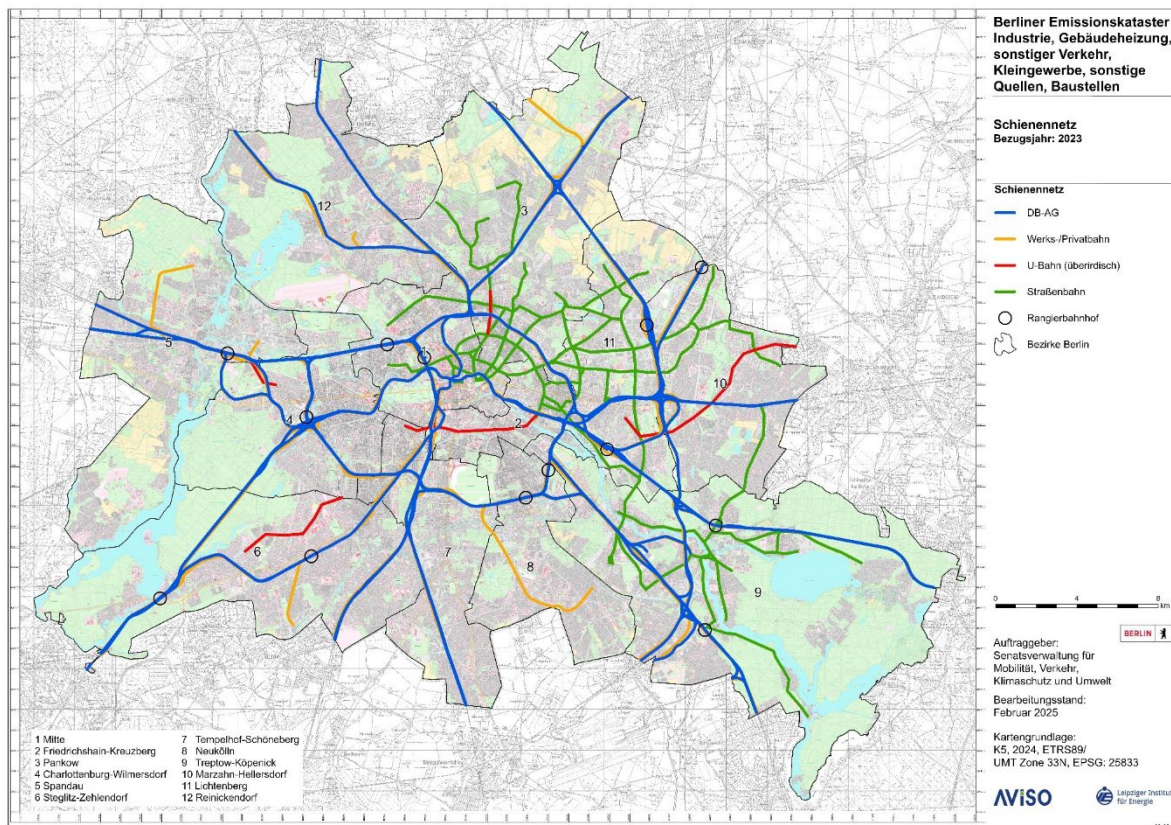 Berliner Emissionskataster
Industrie, Gebäudeheizung,
sonstiger Verkehr,
Kleingewerbe, sonstige
Quellen, Baustellen
Schienennetz
Bezugsjahr: 2023
Schienennetz
DB-AG
Werks-/Privatbahn
U-Bahn (überirdisch)
Straßenbahn
Rangierbahnhof
Bezirke Berlin
12
3
5
1
11
10
4
2
6
7
8
9
0 4 8
km
BERLIN
Auftraggeber:
Senatsverwaltung für
Mobilität, Verkehr,
Klimaschutz und Umwelt
Bearbeitungsstand:
Februar 2025
Kartengrundlage:
K5, 2024, ETRS89/
UMT Zone 33N, EPSG: 25833
AVISO
Leipziger Institut
für Energie
1 Mitte
2 Friedrichshain-Kreuzberg
3 Pankow
4 Charlottenburg-Wilmersdorf
5 Spandau
6 Steglitz-Zehlendorf
7 Tempelhof-Schöneberg
8 Neukölln
9 Treptow-Köpenick
10 Marzahn-Hellersdorf
11 Lichtenberg
12 Reinickendorf